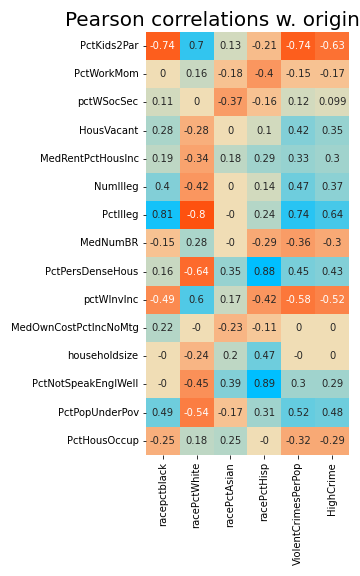 Pearson correlations w. origin
PctKids2Par -0.74 0.7 0.13 -0.21 -0.74 -0.63
PctWorkMom 0 0.16 -0.18 -0.4 -0.15 -0.17
pctWSocSec 0.11 0 -0.37 -0.16 0.12 0.099
HousVacant 0.28 -0.28 0 0.1 0.42 0.35
MedRentPctHousInc 0.19 -0.34 0.18 0.29 0.33 0.3
NumIlleg 0.4 -0.42 0 0.14 0.47 0.37
PctIlleg 0.81 -0.8 -0 0.24 0.74 0.64
MedNumBR -0.15 0.28 -0 -0.29 -0.36 -0.3
PctPersDenseHous 0.16 -0.64 0.35 0.88 0.45 0.43
pctWInvInc -0.49 0.6 0.17 -0.42 -0.58 -0.52
MedOwnCostPctIncNoMtg 0.22 -0 -0.23 -0.11 0 0
householdsize -0 -0.24 0.2 0.47 -0 0
PctNotSpeakEnglWell -0 -0.45 0.39 0.89 0.3 0.29
PctPopUnderPov 0.49 -0.54 -0.17 0.31 0.52 0.48
PctHousOccup -0.25 0.18 0.25 -0 -0.32 -0.29
racepctblack
racePctWhite
racePctAsian
racePctHisp
ViolentCrimesPerPop
HighCrime